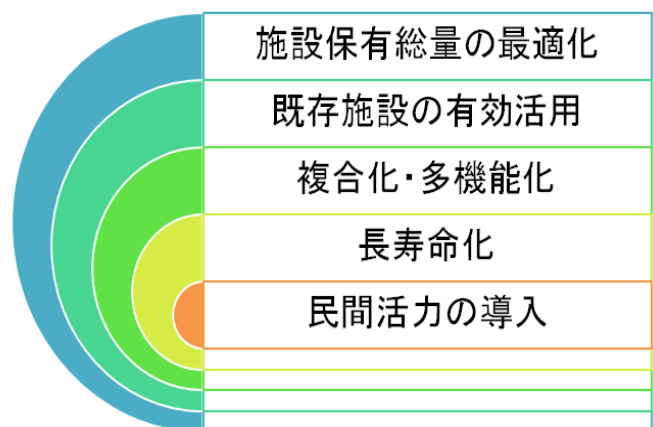 施設保有総量の最適化
既存施設の有効活用
複合化・多機能化
長寿命化
民間活力の導入